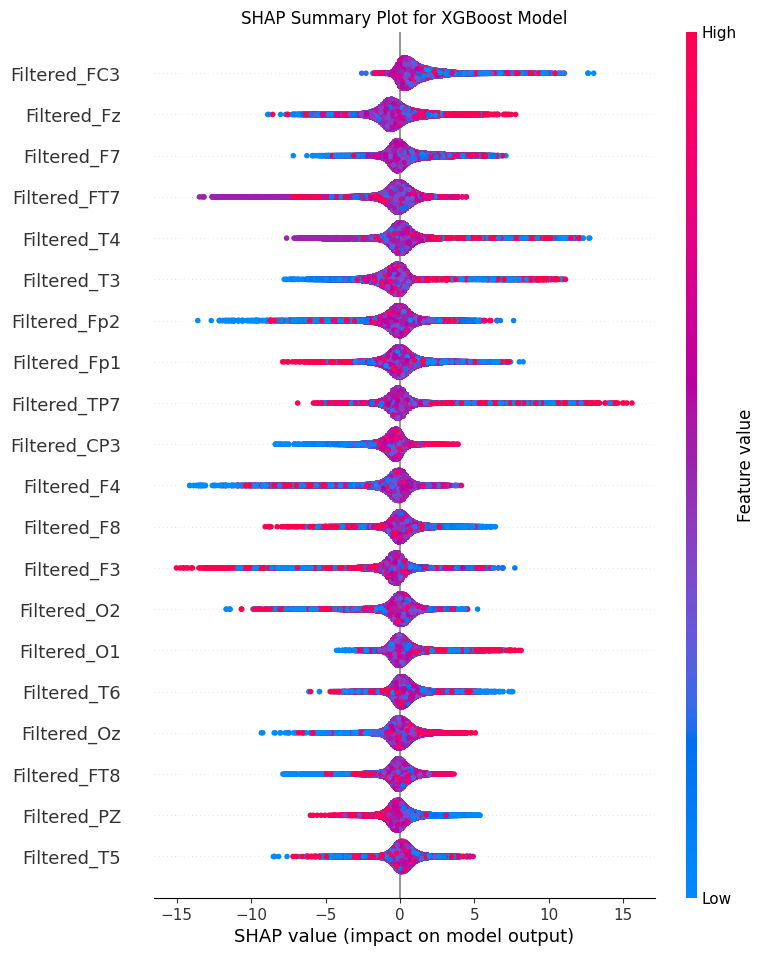 SHAP Summary Plot for XGBoost Model
High
Filtered_FC3
Filtered_Fz
Filtered_F7
Filtered_FT7
Filtered_T4
Filtered_T3
Filtered_Fp2
Filtered_Fp1
Filtered_TP7
Filtered_CP3
Filtered_F4
Filtered_F8
Filtered_F3
Filtered_O2
Filtered_O1
Filtered_T6
Filtered_Oz
Filtered_FT8
Filtered_PZ
Filtered_T5
Feature value
Low
−15 −10 −5 0 5 10 15
SHAP value (impact on model output)